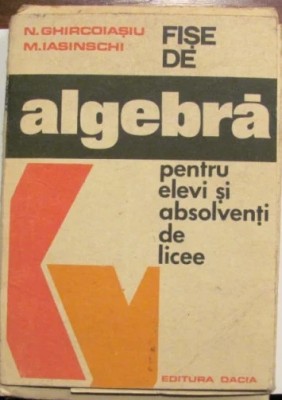 N. GHIRCOIAȘIU
M. IASINSCHI
FIȘE
DE
algebră
pentru
elevi și
absolvenți
de
licee
EDITURA DACIA